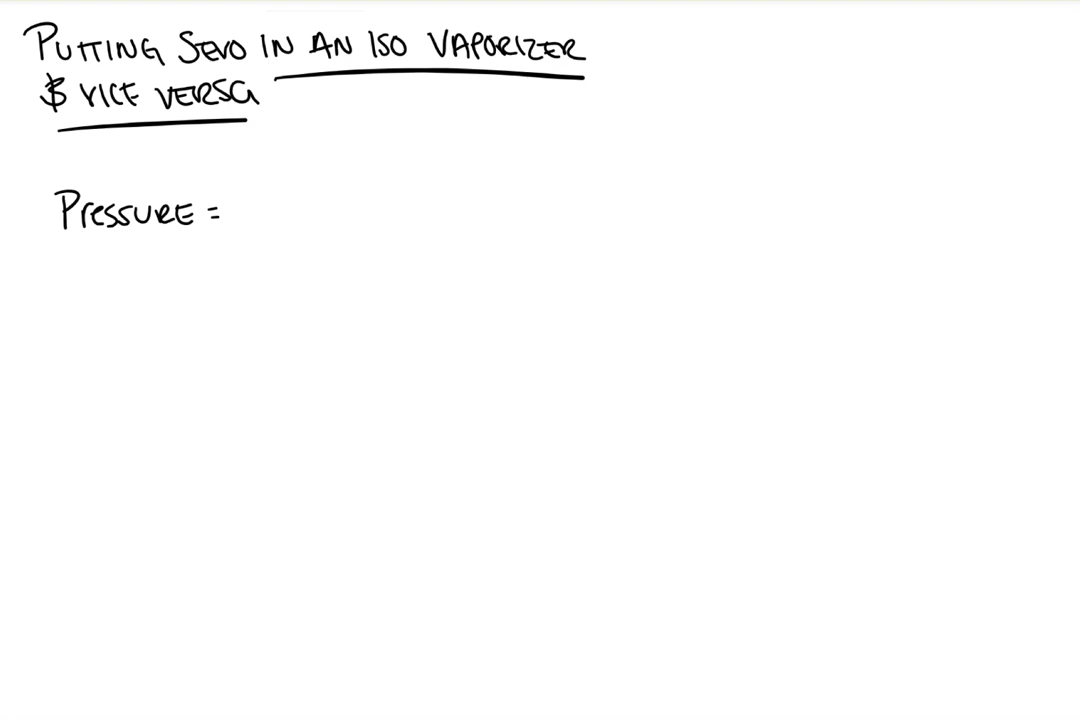 PUTTING SEVO IN AN ISO VAPORIZER
& VICE VERSA
PRESSURE =